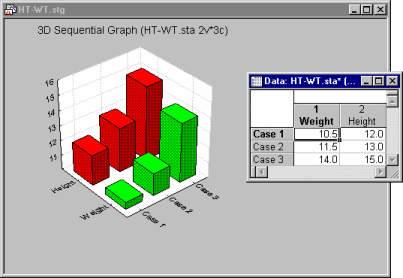 HT-WT.stg
3D Sequential Graph (HT-WT.sta 2v*3c)
16
15
14
13
12
11
Height
Weight
Case 1
Case 2
Case 3
Data: HT-WT.sta* (...
1 2
Weight Height
Case 1 10.5 12.0
Case 2 11.5 13.0
Case 3 14.0 15.0